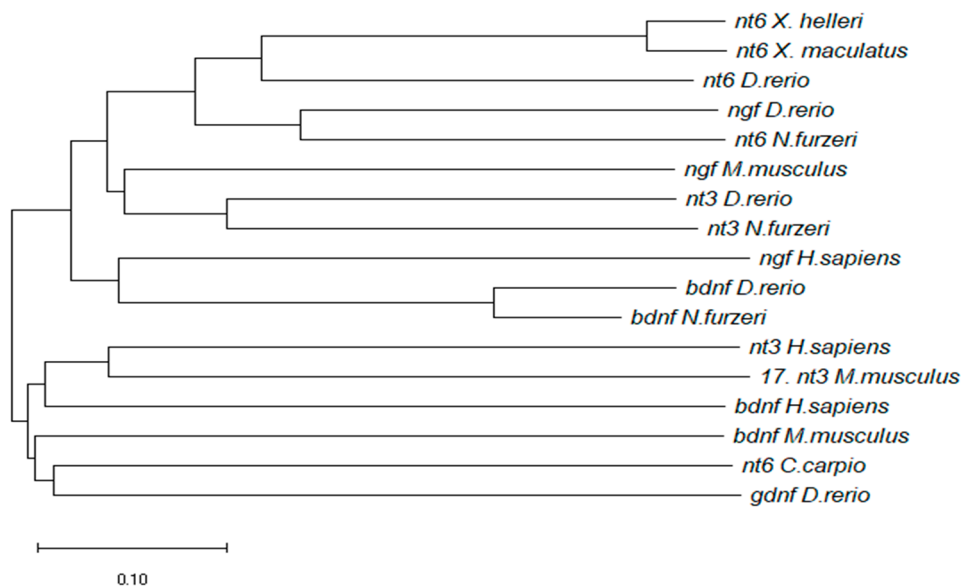 nt6 X. helleri
nt6 X. maculatus
nt6 D.rerio
ngf D.rerio
nt6 N.furzeri
ngf M.musculus
nt3 D.rerio
nt3 N.furzeri
ngf H.sapiens
bdnf D.rerio
bdnf N.furzeri
nt3 H.sapiens
17. nt3 M.musculus
bdnf H.sapiens
bdnf M.musculus
nt6 C.carpio
gdnf D.rerio
0.10